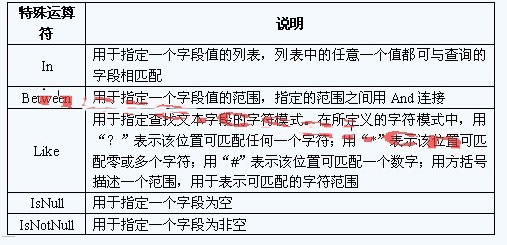 特殊运算符
说明
In
用于指定一个字段值的列表，列表中的任意一个值都可与查询的
字段相匹配
Between
用于指定一个字段值的范围，指定的范围之间用 And 连接
Like
用于指定查找文本字段的字符模式。在所定义的字符模式中，用
“？”表示该位置可匹配任何一个字符；用“*”表示该位置可匹
配零或多个字符；用“#”表示该位置可匹配一个数字；用方括号
描述一个范围，用于表示可匹配的字符范围
IsNull
用于指定一个字段为空
IsNotNull
用于指定一个字段为非空